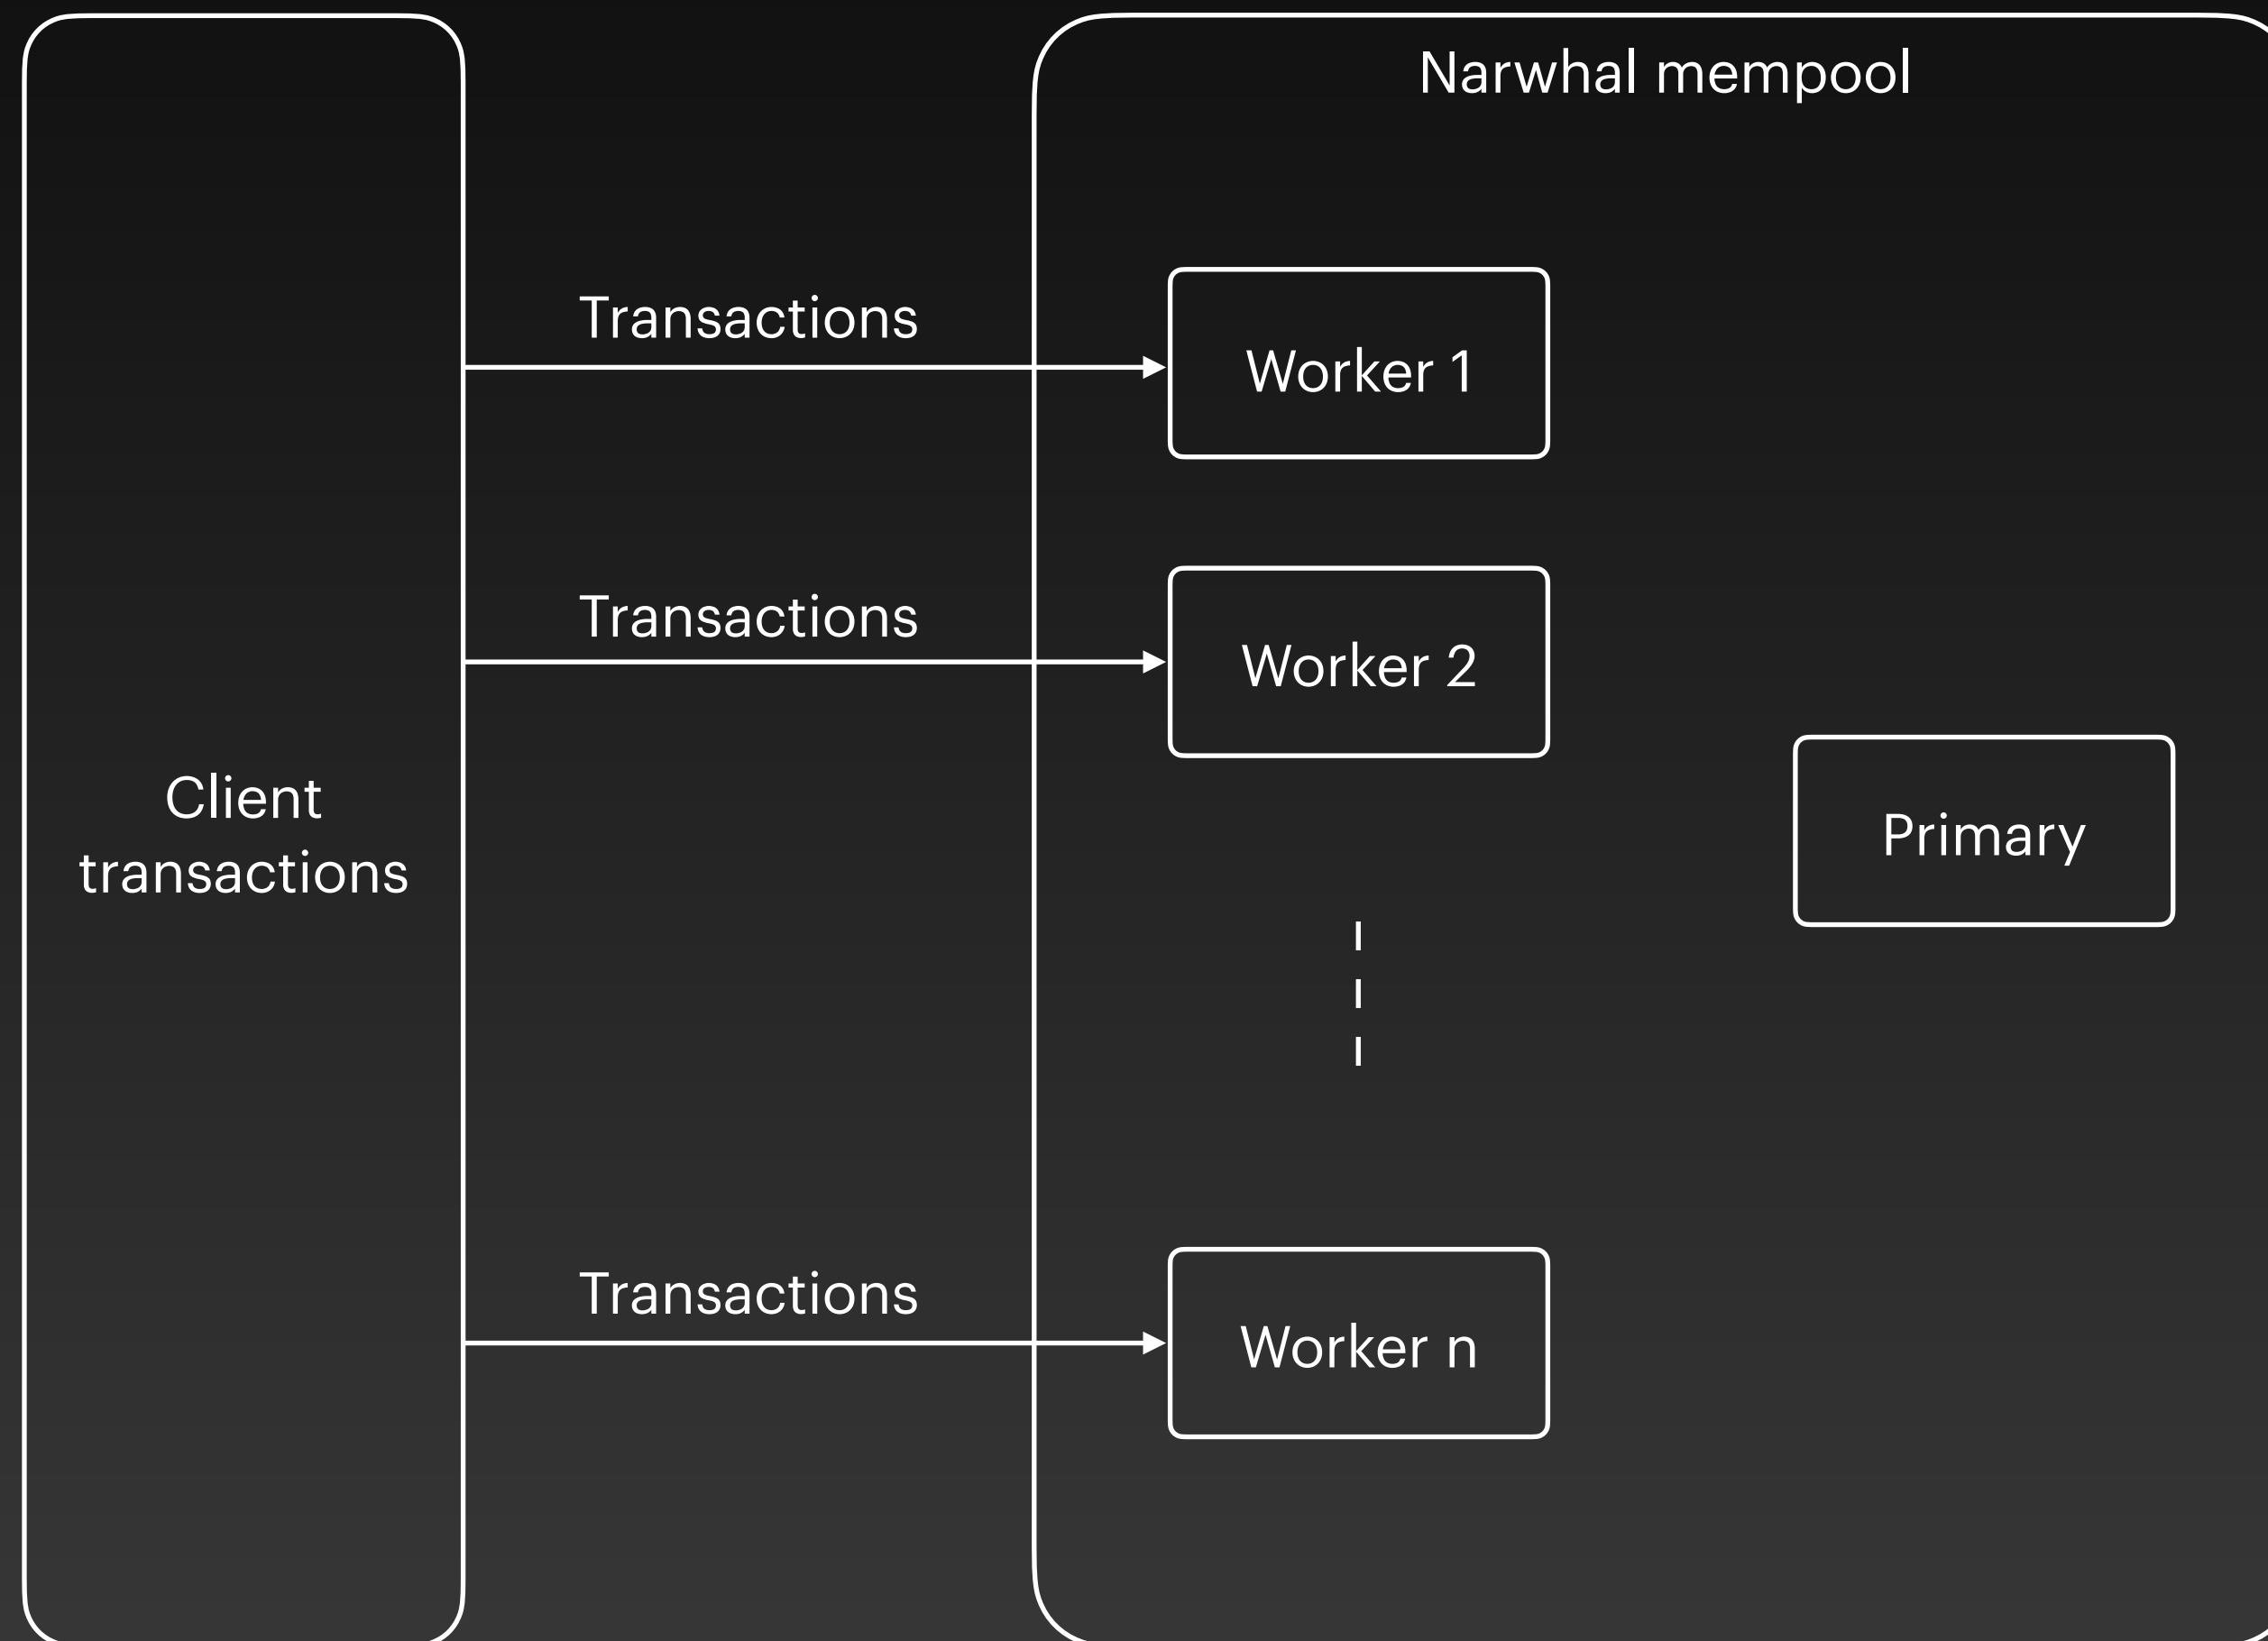 Narwhal mempool
Transactions
Worker 1
Transactions
Worker 2
Client
transactions
Primary
Transactions
Worker n